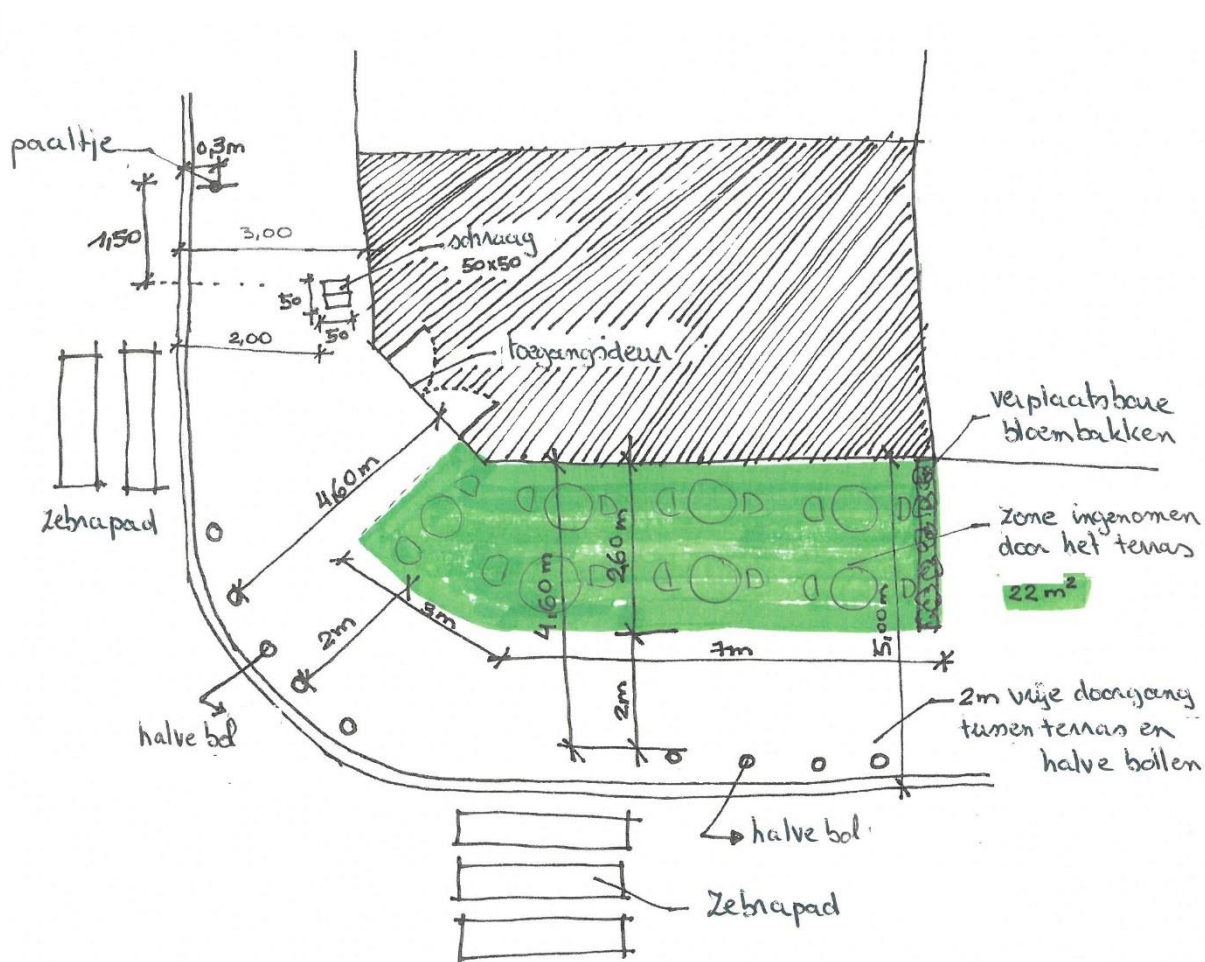 paaltje
0,3m
1,50
3,00
schraag
50x50
50
50
2,00
toegangsdeur
verplaatsbare
bloembakken
4,60m
zebrapad
zone ingenomen
door het terras
22 m²
4,60m
2,60m
5,00m
3m
2m
7m
2m
2m vrije doorgang
tussen terras en
halve bollen
halve bol
halve bol
Zebrapad